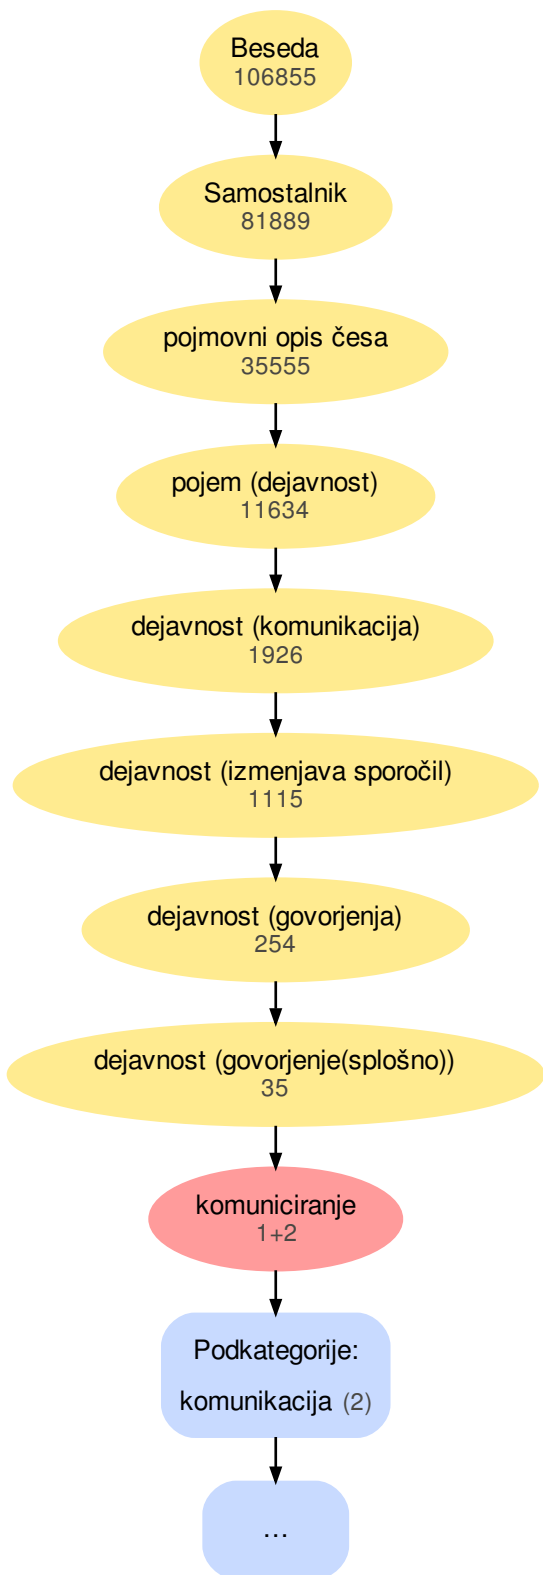 Beseda
106855
Samostalnik
81889
pojmovni opis česa
35555
pojem (dejavnost)
11634
dejavnost (komunikacija)
1926
dejavnost (izmenjava sporočil)
1115
dejavnost (govorjenja)
254
dejavnost (govorjenje(splošno))
35
komuniciranje
1+2
Podkategorije:
komunikacija (2)
...